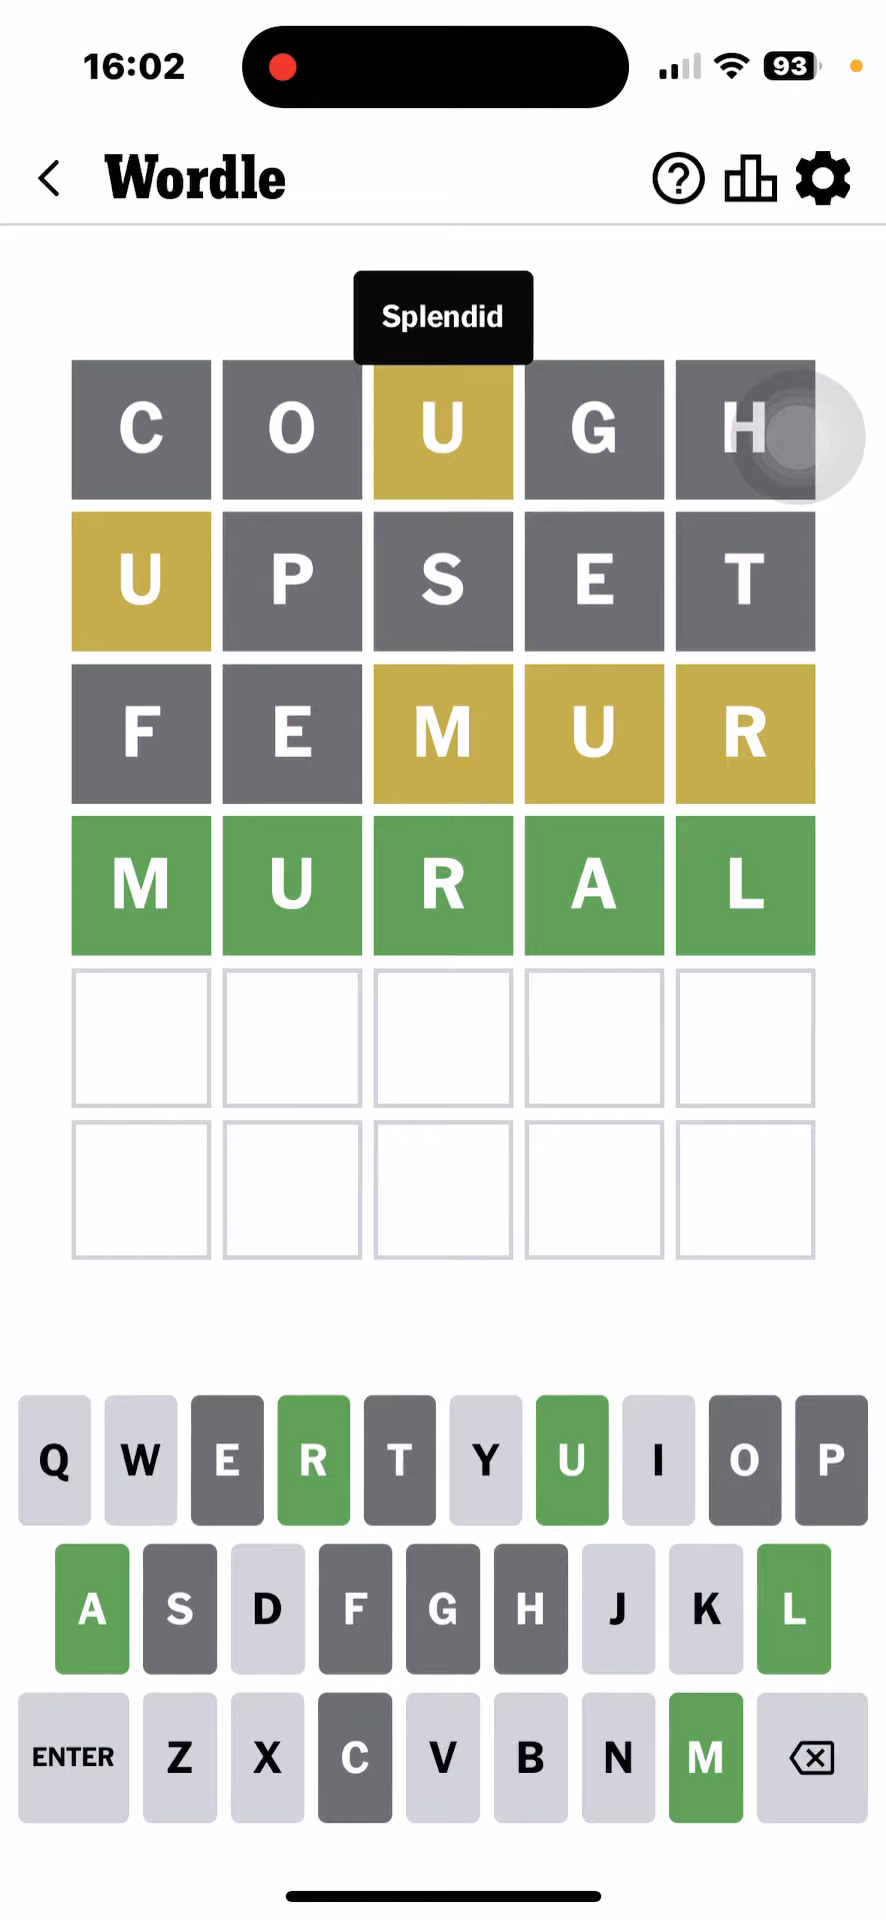 16:02 93
Wordle
Splendid
C O U G H
U P S E T
F E M U R
M U R A L
Q W E R T Y U I O P
A S D F G H J K L
ENTER Z X C V B N M